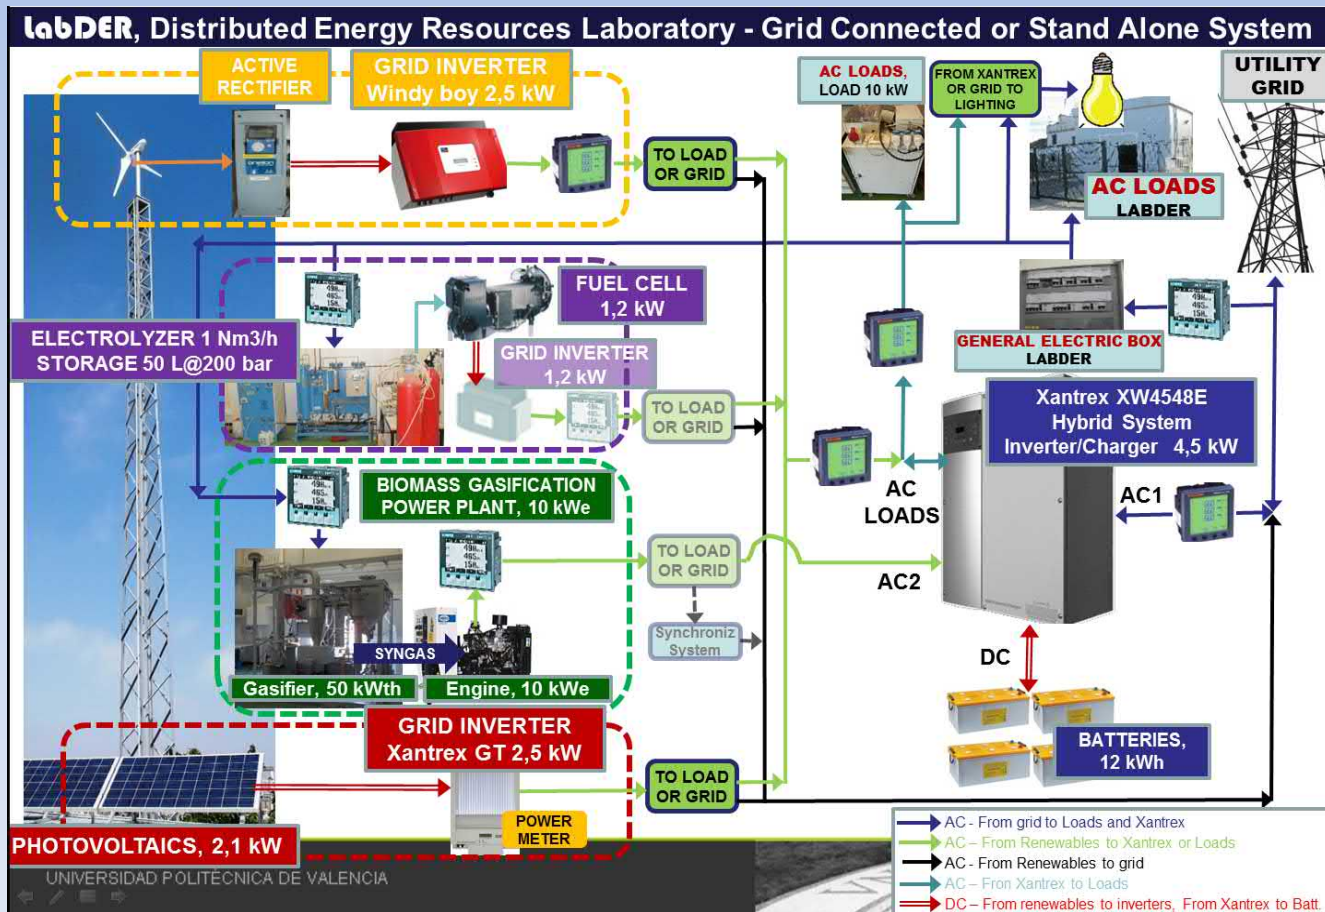 LabDER, Distributed Energy Resources Laboratory - Grid Connected or Stand Alone System
ACTIVE
RECTIFIER
GRID INVERTER
Windy boy 2,5 kW
AC LOADS,
LOAD 10 kW
FROM XANTREX
OR GRID TO
LIGHTING
UTILITY
GRID
TO LOAD
OR GRID
AC LOADS
LABDER
FUEL CELL
1,2 kW
ELECTROLYZER 1 Nm3/h
STORAGE 50 L@200 bar
GRID INVERTER
1,2 kW
GENERAL ELECTRIC BOX
LABDER
TO LOAD
OR GRID
Xantrex XW4548E
Hybrid System
Inverter/Charger 4,5 kW
BIOMASS GASIFICATION
POWER PLANT, 10 kWe
AC
LOADS
AC1
TO LOAD
OR GRID
AC2
Synchroniz
System
SYNGAS
DC
Gasifier, 50 kWth
Engine, 10 kWe
GRID INVERTER
Xantrex GT 2,5 kW
BATTERIES,
12 kWh
TO LOAD
OR GRID
POWER
METER
PHOTOVOLTAICS, 2,1 kW
AC - From grid to Loads and Xantrex
AC – From Renewables to Xantrex or Loads
AC - From Renewables to grid
AC – Fron Xantrex to Loads
DC – From renewables to inverters, From Xantrex to Batt.
UNIVERSIDAD POLITÉCNICA DE VALENCIA